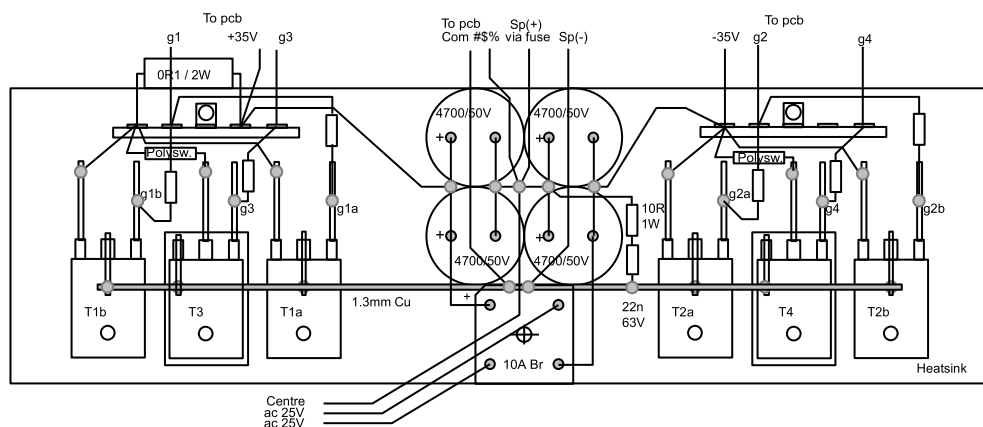 To pcb
g1
+35V
g3
To pcb
Com #$%
Sp(+)
via fuse
Sp(-)
To pcb
-35V
g2
g4
0R1 / 2W
4700/50V
4700/50V
+
+
Polysw.
Polysw.
g1b
g3
g1a
g2a
g4
g2b
10R
1W
+
+
4700/50V
4700/50V
1.3mm Cu
+
22n
63V
T1b
T3
T1a
T2a
T4
T2b
10A Br
Heatsink
Centre
ac 25V
ac 25V